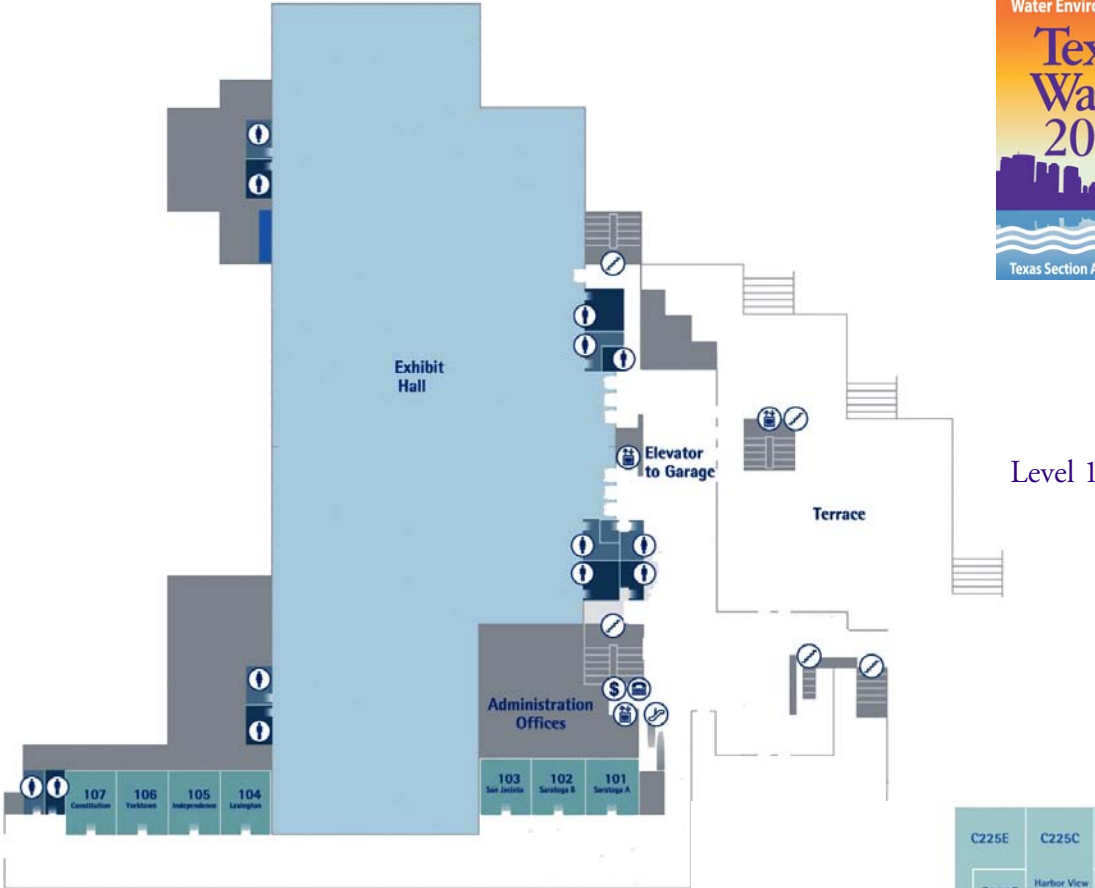 Water Enviro
Tex
Wa
20
Texas Section A
Exhibit
Hall
Elevator
to Garage
Terrace
Level 1
$
Administration
Offices
103
San Jacinto
102
Saratoga B
101
Saratoga A
107
Constitution
106
Yorktown
105
Independence
104
Lexington
C225E
C225C
Harbor View